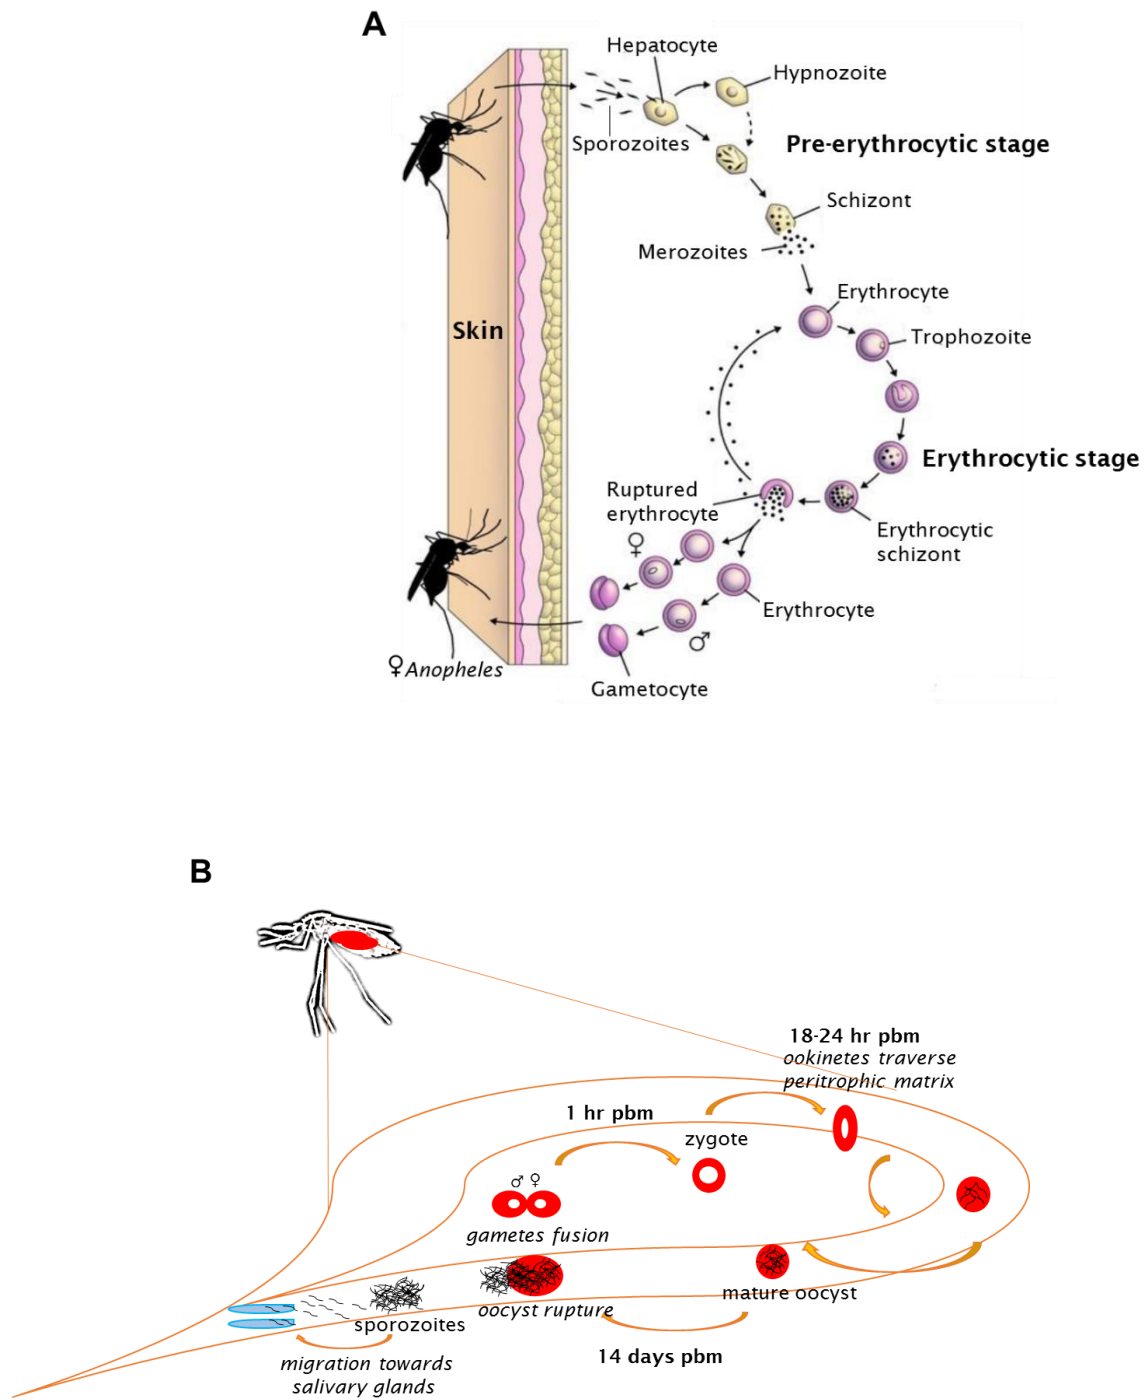 A
Hepatocyte
Hypnozoite
Sporozoites
Pre-erythrocytic stage
Schizont
Merozoites
Erythrocyte
Skin
Trophozoite
Erythrocytic stage
Ruptured
erythrocyte
Erythrocytic
schizont
♀
Erythrocyte
♂
♀Anopheles
Gametocyte
B
18-24 hr pbm
ookinetes traverse
peritrophic matrix
1 hr pbm
zygote
♂ ♀
gametes fusion
mature oocyst
oocyst rupture
sporozoites
14 days pbm
migration towards
salivary glands